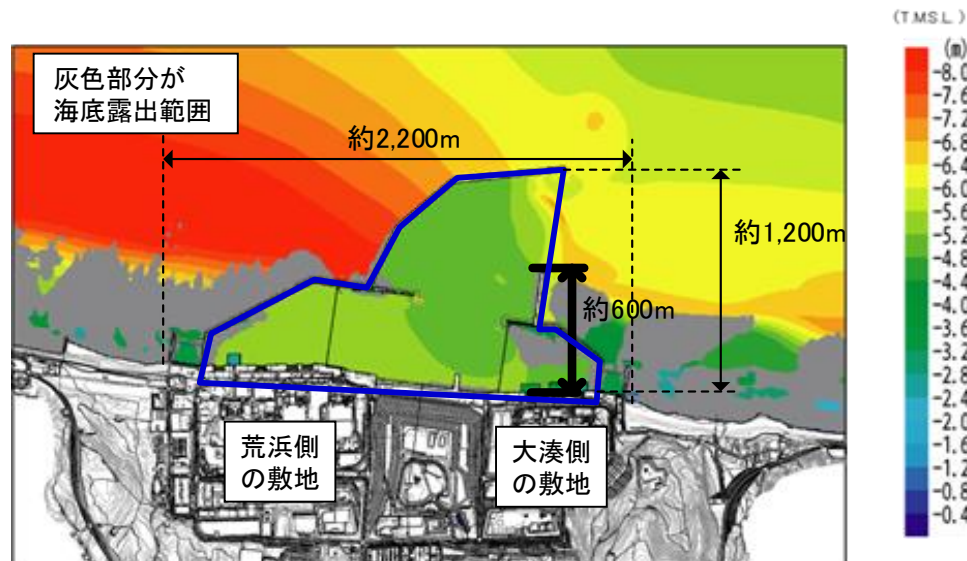 (T.M.S.L.)
(m)
灰色部分が
海底露出範囲
約2,200m
約1,200m
約600m
荒浜側
の敷地
大湊側
の敷地
-8.0
-7.6
-7.2
-6.8
-6.4
-6.0
-5.6
-5.2
-4.8
-4.4
-4.0
-3.6
-3.2
-2.8
-2.4
-2.0
-1.6
-1.2
-0.8
-0.4